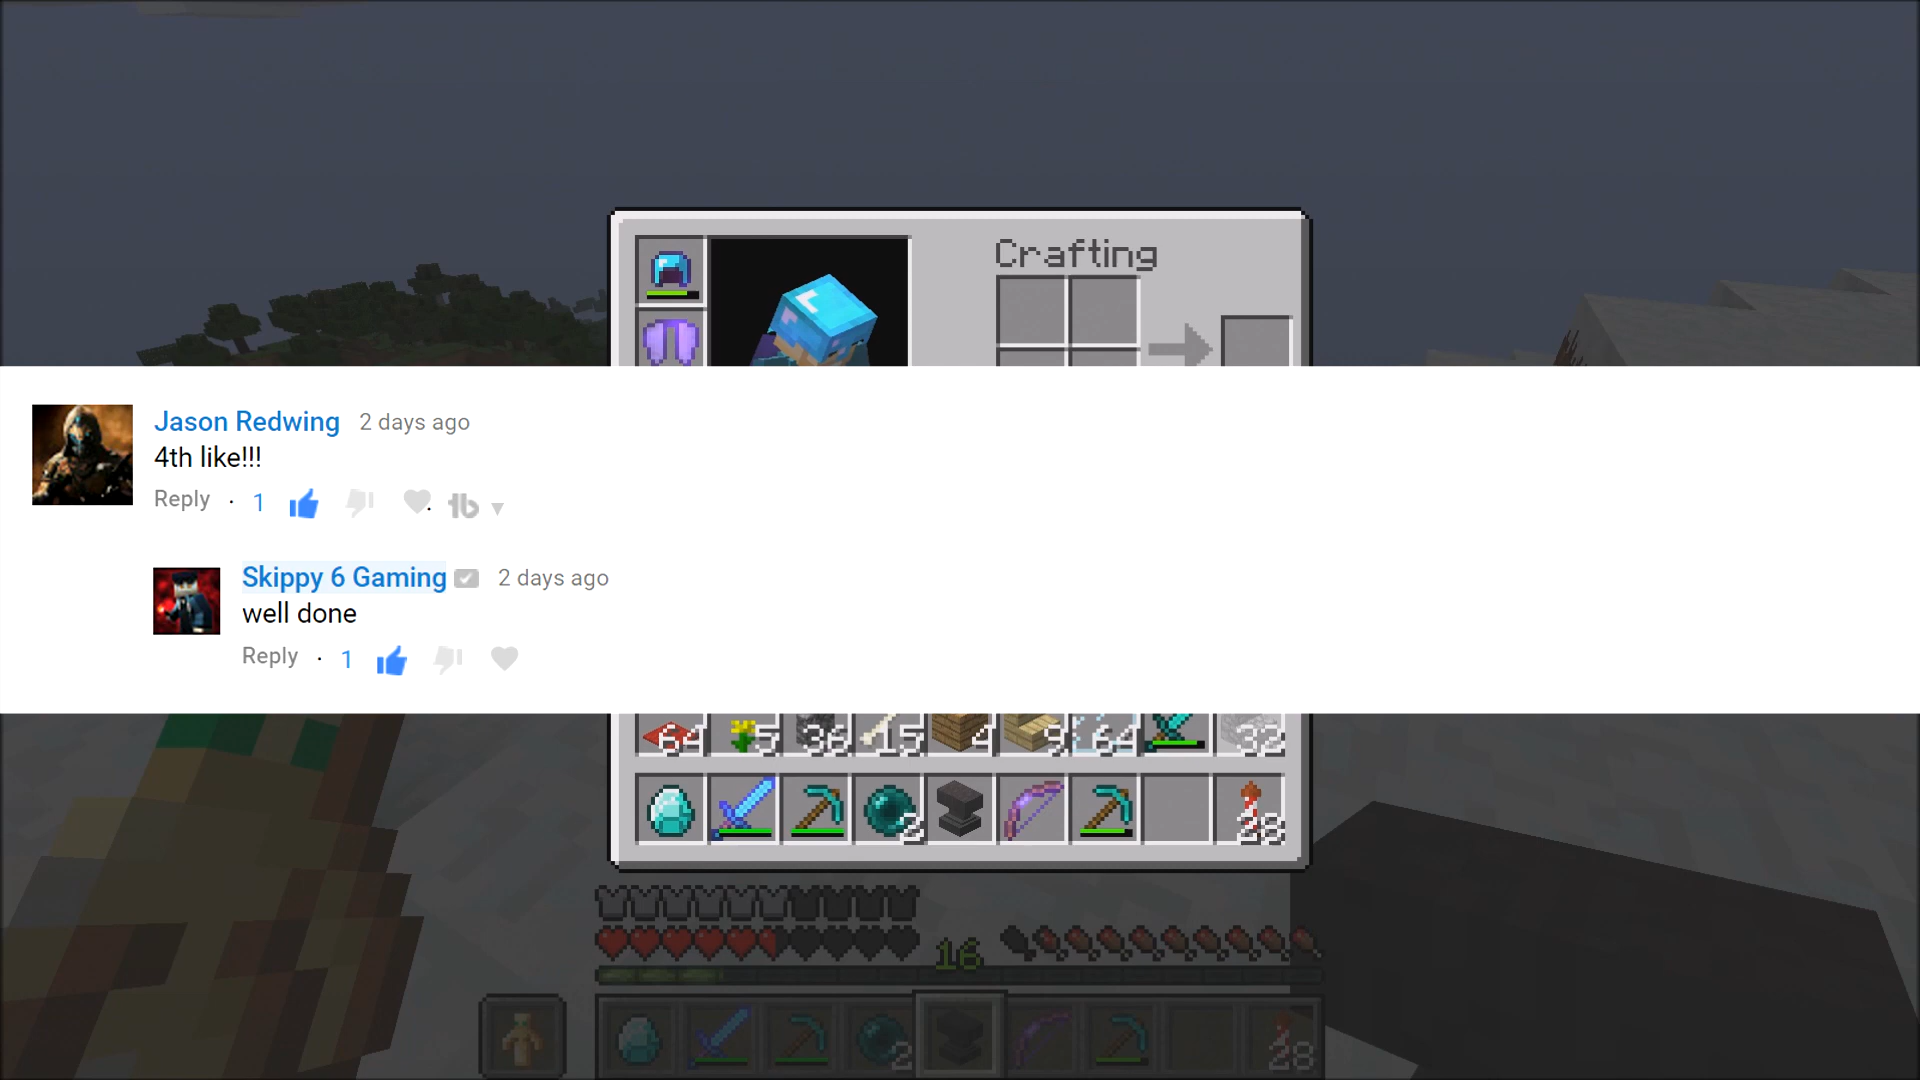 Crafting
Jason Redwing 2 days ago
4th like!!!
Reply · 1
Skippy 6 Gaming 2 days ago
well done
Reply · 1
64 5 36 15 4 9 64 32
2 28
16
2 28